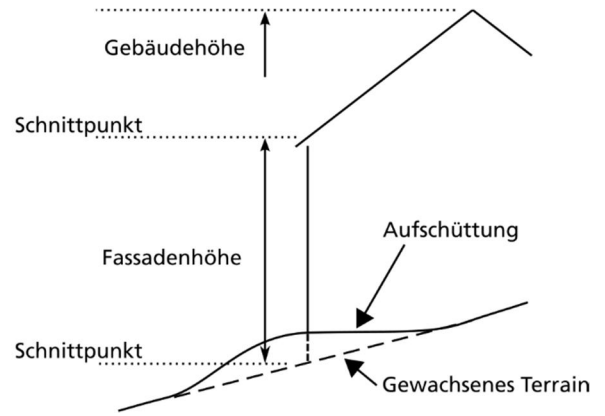 Gebäudehöhe
Schnittpunkt
Aufschüttung
Fassadenhöhe
Schnittpunkt
Gewachsenes Terrain